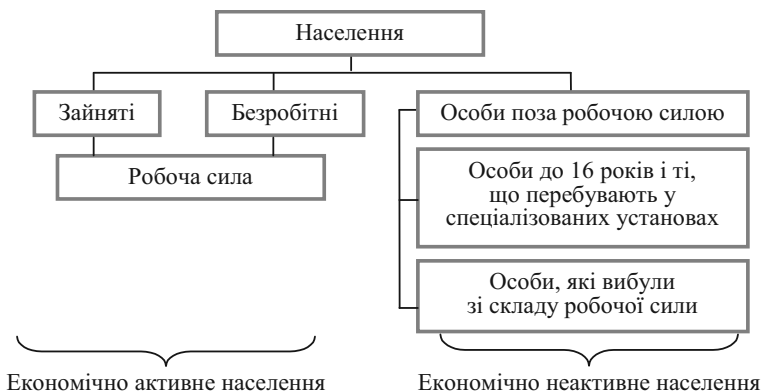 Населення
Зайняті
Безробітні
Особи поза робочою силою
Робоча сила
Особи до 16 років і ті,
що перебувають у
спеціалізованих установах
Особи, які вибули
зі складу робочої сили
Економічно активне населення
Економічно неактивне населення